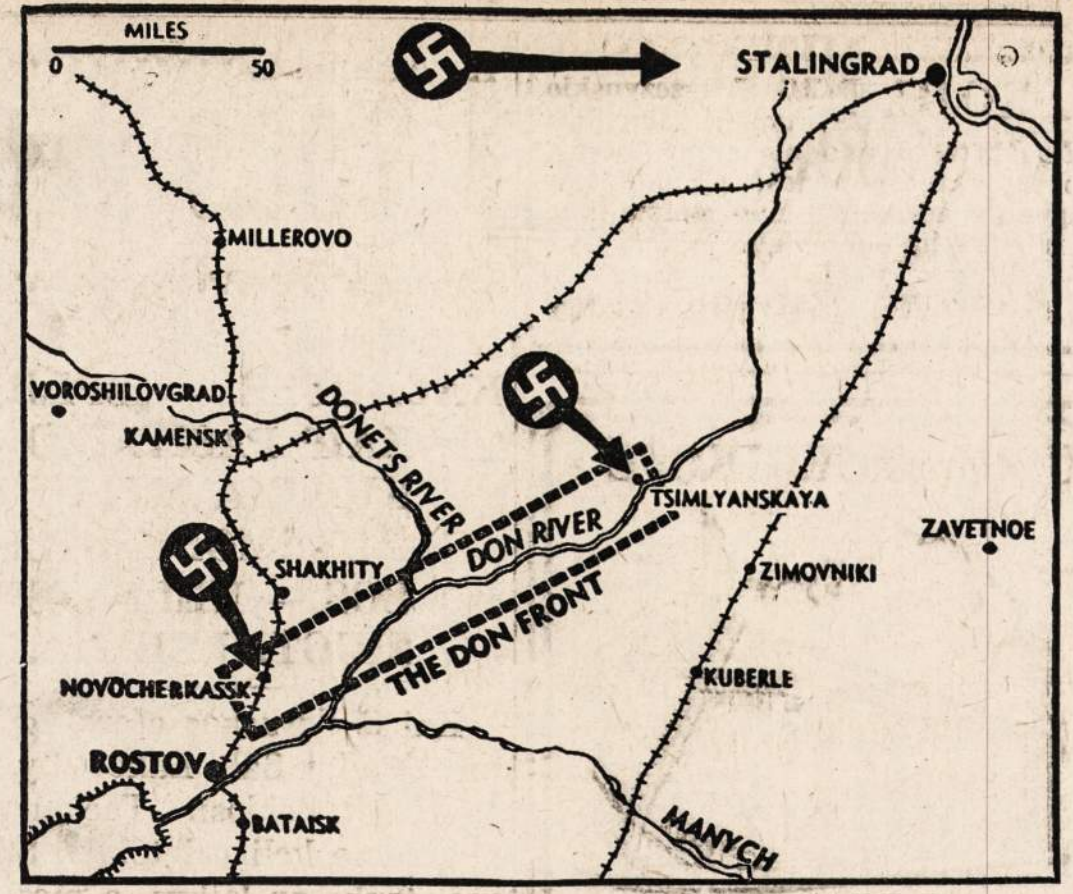 MILES
0 50
STALINGRAD
MILLEROVO
VOROSHILOVGRAD
KAMENSK
DONETS RIVER
TSIMLYANSKAYA
DON RIVER
ZAVETNOE
SHAKHITY
ZIMOVNIKI
THE DON FRONT
NOVOCHERKASSK
KUBERLE
ROSTOV
BATAISK
MANYCH